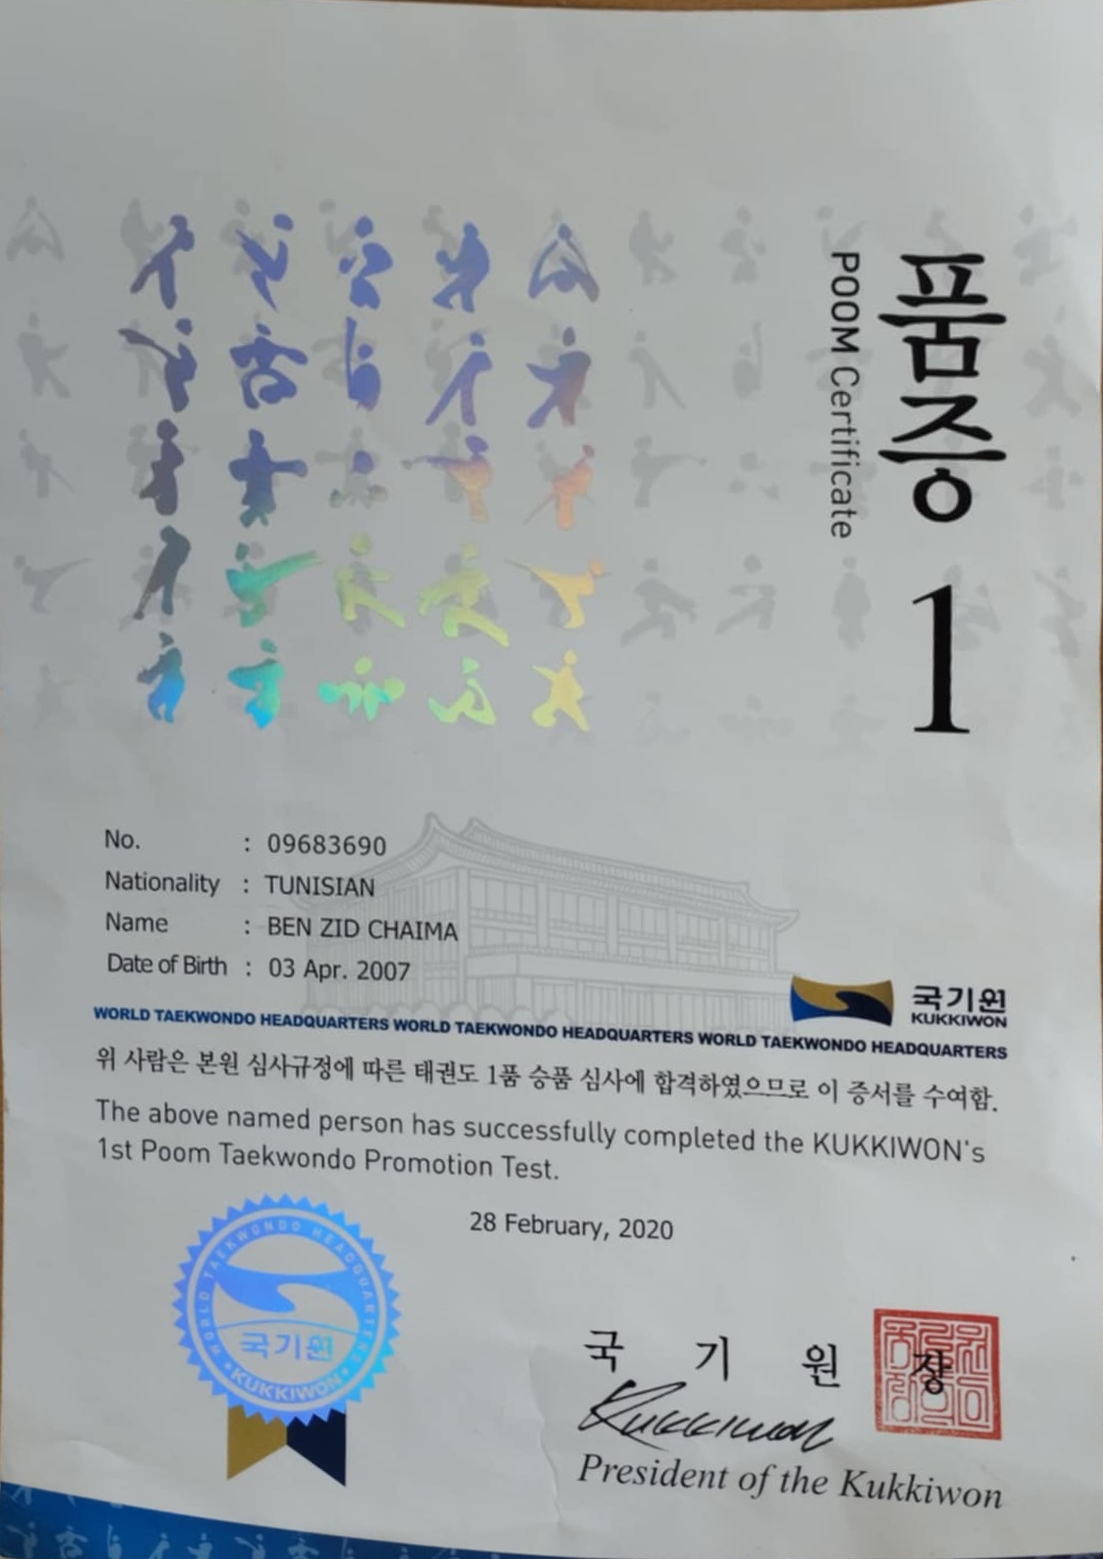 품증
POOM Certificate
1
No. : 09683690
Nationality : TUNISIAN
Name : BEN ZID CHAIMA
Date of Birth : 03 Apr. 2007
국기원
KUKKIWON
WORLD TAEKWONDO HEADQUARTERS WORLD TAEKWONDO HEADQUARTERS WORLD TAEKWONDO HEADQUARTERS
위 사람은 본원 심사규정에 따른 태권도 1품 승품 심사에 합격하였으므로 이 증서를 수여함.
The above named person has successfully completed the KUKKIWON's
1st Poom Taekwondo Promotion Test.
28 February, 2020
WORLD TAEKWONDO HEADQUARTERS
국기원
KUKKIWON
국 기 원 장
Kukkiwon
President of the Kukkiwon